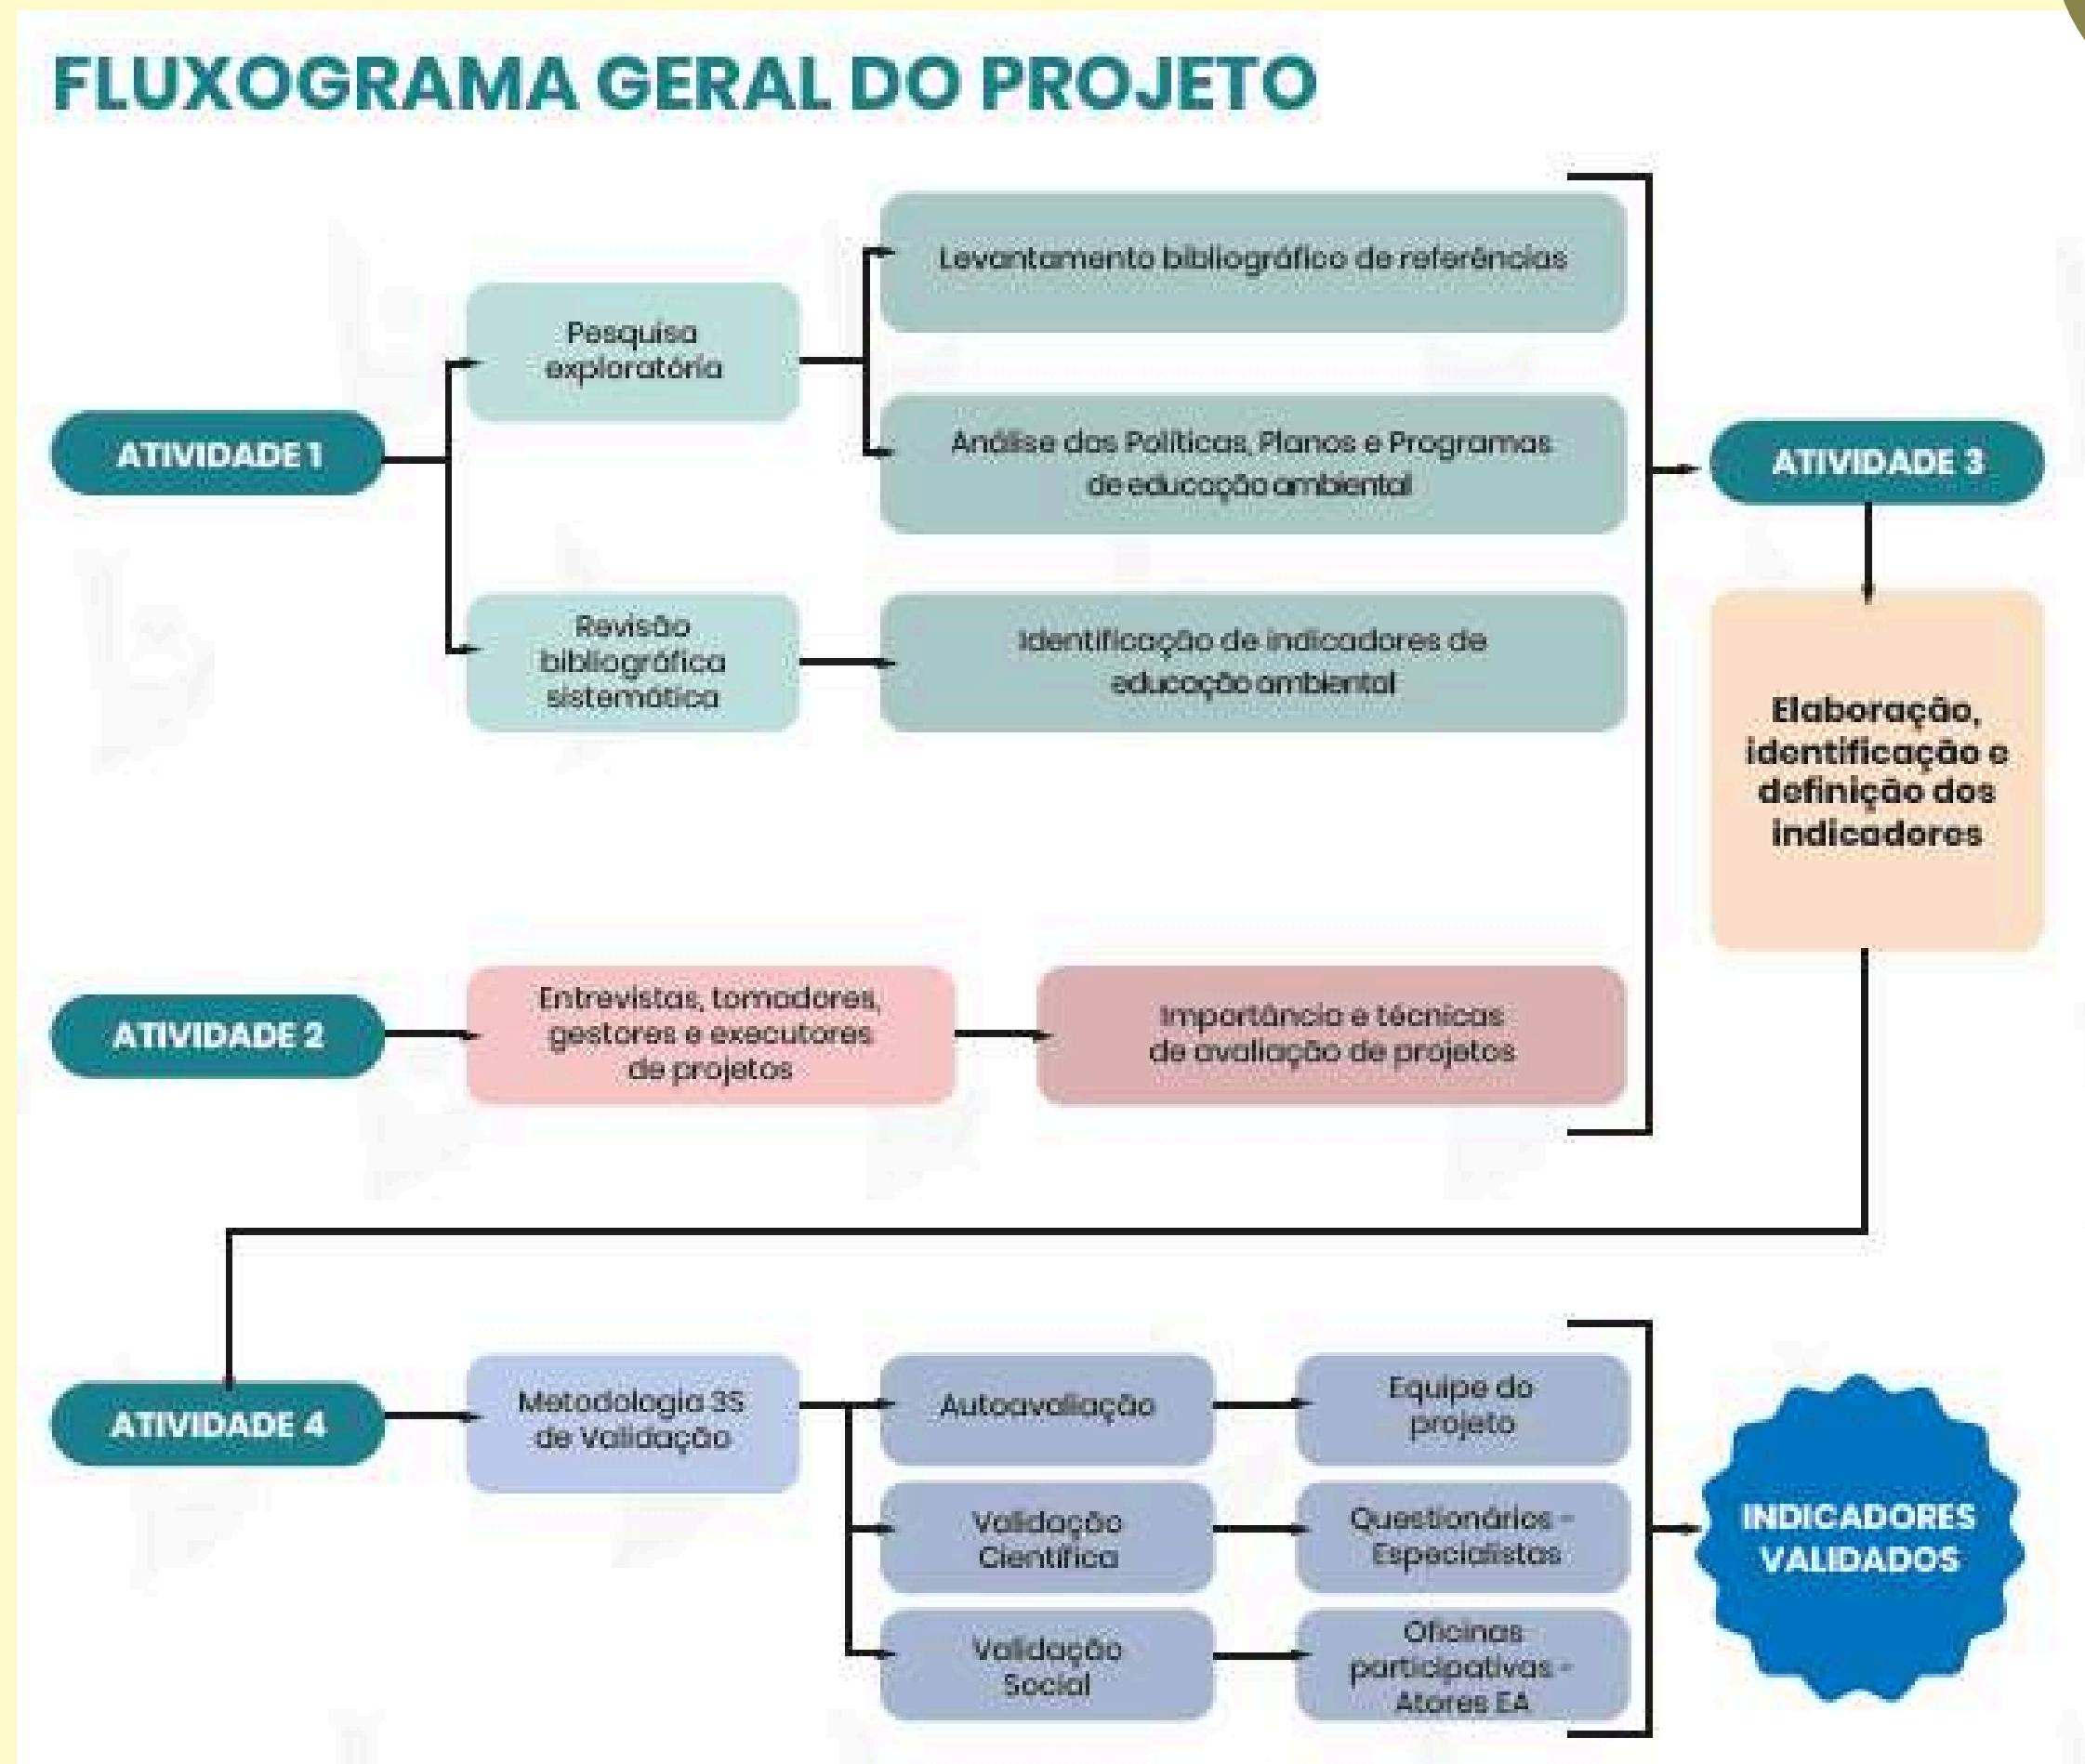 FLUXOGRAMA GERAL DO PROJETO
ATIVIDADE 1
Pesquisa
exploratória
Levantamento bibliográfico de referências
Análise das Políticas, Planos e Programas
de educação ambiental
Revisão
bibliográfica
sistemática
Identificação de indicadores de
educação ambiental
ATIVIDADE 2
Entrevistas, tomadores,
gestores e executores
de projetos
Importância e técnicas
de avaliação de projetos
ATIVIDADE 3
Elaboração,
identificação e
definição dos
indicadores
ATIVIDADE 4
Metodologia 3S
de Validação
Autoavaliação
Equipe do
projeto
Validação
Científica
Questionários -
Especialistas
Validação
Social
Oficinas
participativas -
Atores EA
INDICADORES
VALIDADOS